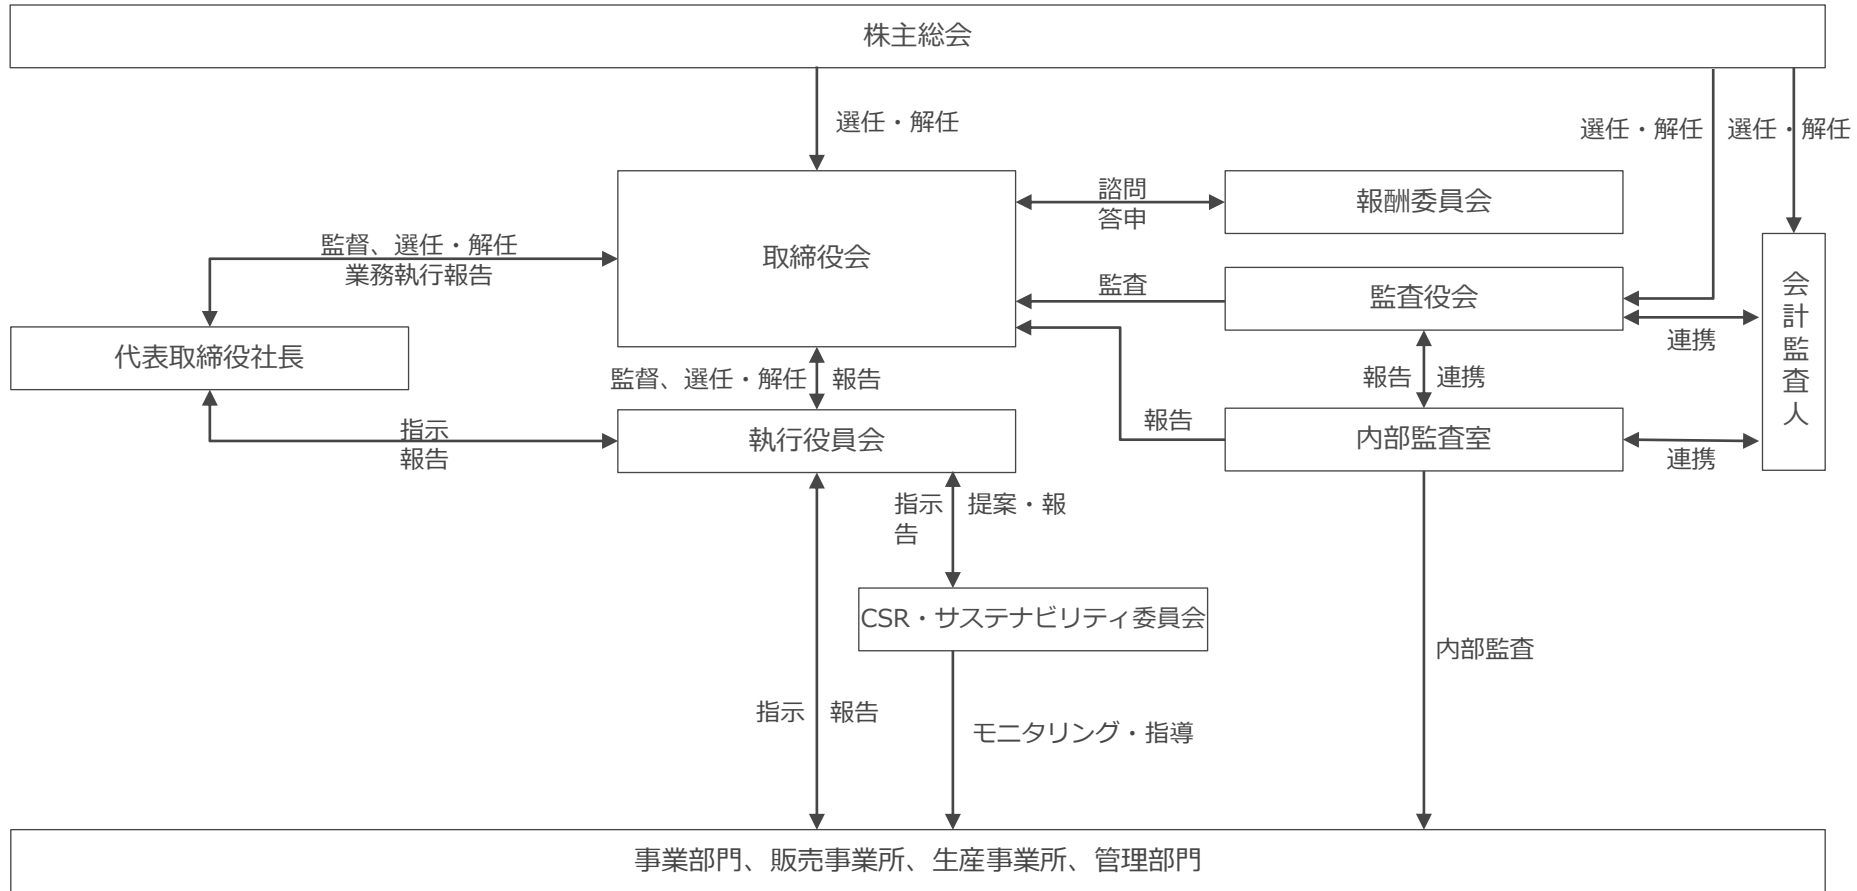 株主総会
選任・解任
選任・解任
選任・解任
諮問
答申
報酬委員会
監督、選任・解任
業務執行報告
取締役会
監査
監査役会
会計監査人
連携
代表取締役社長
監督、選任・解任 報告
報告 連携
指示
報告
執行役員会
報告
内部監査室
連携
指示 提案・報
告
CSR・サステナビリティ委員会
内部監査
指示 報告
モニタリング・指導
事業部門、販売事業所、生産事業所、管理部門